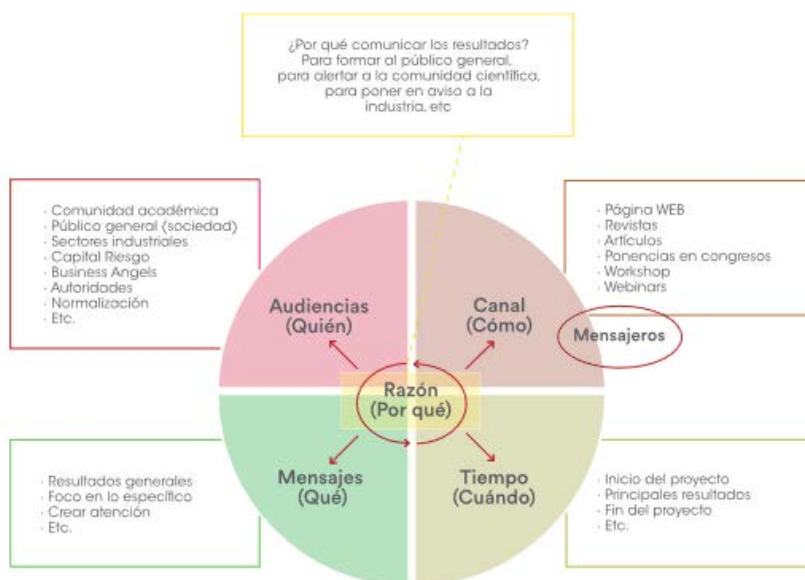 ¿Por qué comunicar los resultados?
Para formar al público general,
para alertar a la comunidad científica,
para poner en aviso a la
industria, etc
· Comunidad académica
· Público general (sociedad)
· Sectores industriales
· Capital Riesgo
· Business Angels
· Autoridades
· Normalización
· Etc.
· Página WEB
· Revistas
· Artículos
· Ponencias en congresos
· Workshop
· Webinars
Audiencias
(Quién)
Canal
(Cómo)
Mensajeros
Razón
(Por qué)
Mensajes
(Qué)
Tiempo
(Cuándo)
· Resultados generales
· Foco en lo específico
· Crear atención
· Etc.
· Inicio del proyecto
· Principales resultados
· Fin del proyecto
· Etc.